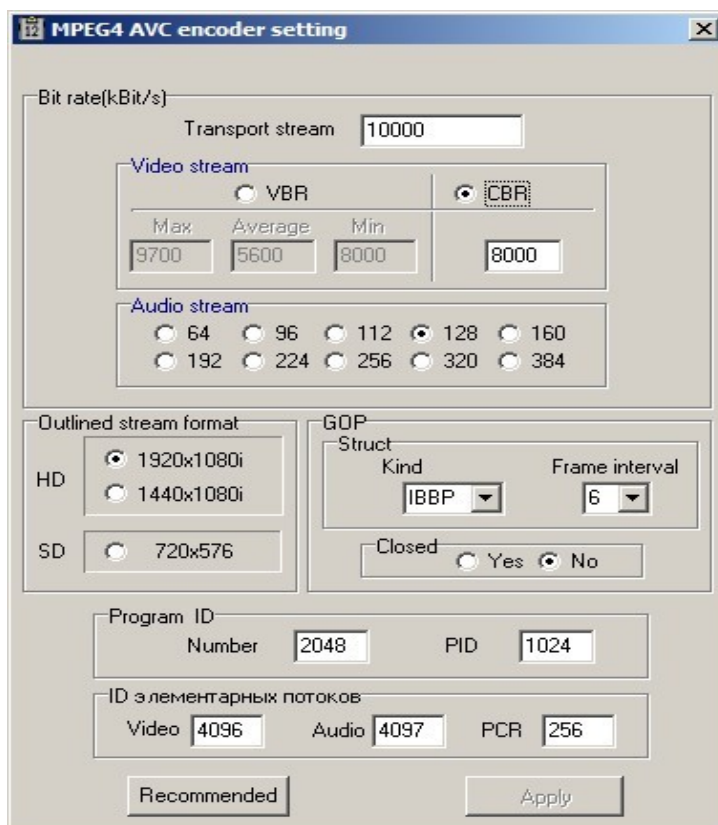 MPEG4 AVC encoder setting
Bit rate(kBit/s)
Transport stream 10000
Video stream
VBR CBR
Max Average Min
9700 5600 8000 8000
Audio stream
64 96 112 128 160
192 224 256 320 384
Outlined stream format
HD
1920x1080i
1440x1080i
SD 720x576
GOP
Struct
Kind Frame interval
IBBP 6
Closed Yes No
Program ID
Number 2048 PID 1024
ID элементарных потоков
Video 4096 Audio 4097 PCR 256
Recommended Apply